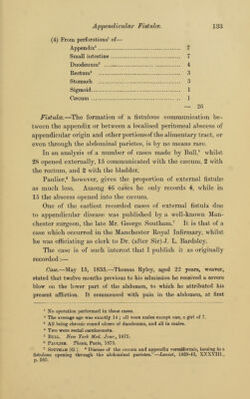 Appendicular Fistulæ. 133
(4) From perforations¹ of—
Appendix² ... 7
Small intestine ... 7
Duodenum³ ... 4
Rectum⁴ ... 3
Stomach ... 3
Sigmoid ... 1
Cæcum ... 1
— 26
Fistulæ.—The formation of a fistulous communication be-
tween the appendix or between a localised peritoneal abscess of
appendicular origin and other portions of the alimentary tract, or
even through the abdominal parietes, is by no means rare.
In an analysis of a number of cases made by Bull,⁵ whilst
28 opened externally, 15 communicated with the cæcum, 2 with
the rectum, and 2 with the bladder.
Paulier,⁶ however, gives the proportion of external fistulæ
as much less. Among 46 cases he only records 4, while in
15 the abscess opened into the cæcum.
One of the earliest recorded cases of external fistula due
to appendicular disease was published by a well-known Man-
chester surgeon, the late Mr. George Southam.⁷ It is that of a
case which occurred in the Manchester Royal Infirmary, whilst
he was officiating as clerk to Dr. (after Sir) J. L. Bardsley.
The case is of such interest that I publish it as originally
recorded:—
Case.—May 15, 1833.—Thomas Ryley, aged 22 years, weaver,
stated that twelve months previous to his admission he received a severe
blow on the lower part of the abdomen, to which he attributed his
present affliction. It commenced with pain in the abdomen, at first
¹ No operation performed in these cases.
² The average age was exactly 14; all were males except one, a girl of 7.
³ All being chronic round ulcers of duodenum, and all in males.
⁴ Two were rectal carcinomata.
⁵ BULL. New York Med. Jour., 1873.
⁶ PAULIER. Thèse, Paris, 1875.
⁷ SOUTHAM (G.) "Disease of the cæcum and appendix vermiformis, issuing in a
fistulous opening through the abdominal parietes."—Lancet, 1839-40, XXXVIII.,
p. 565.